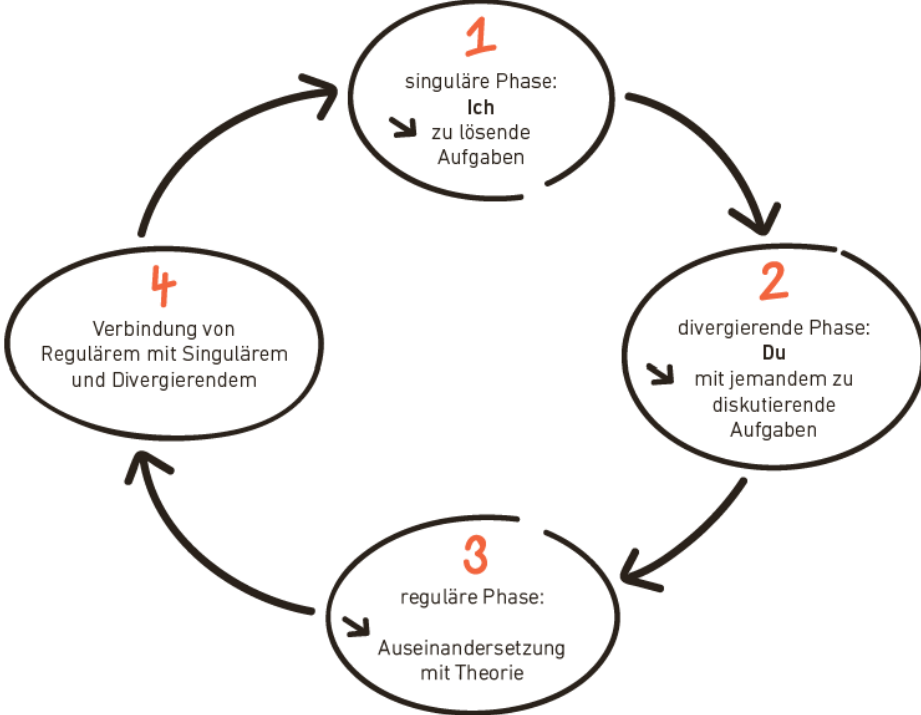 1
singuläre Phase:
Ich
zu lösende
Aufgaben
2
divergierende Phase:
Du
mit jemandem zu
diskutierende
Aufgaben
3
reguläre Phase:
Auseinandersetzung
mit Theorie
4
Verbindung von
Regulärem mit Singulärem
und Divergierendem